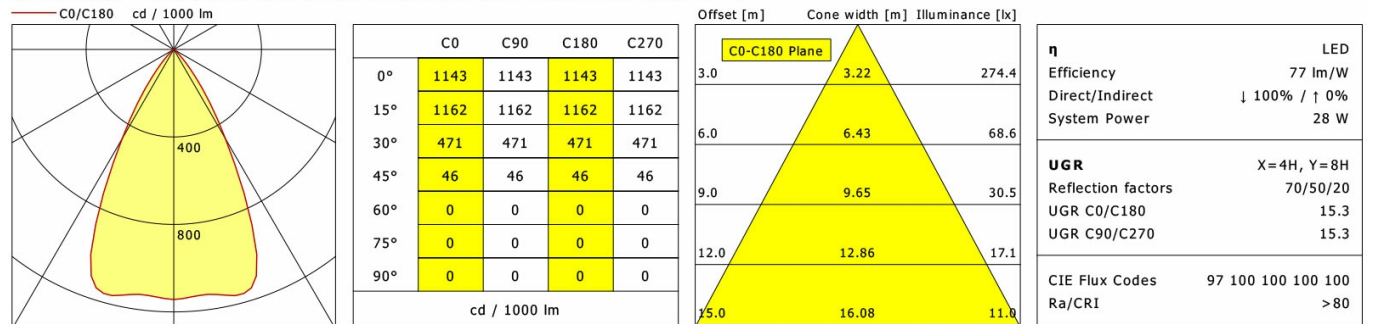 C0/C180 cd / 1000 lm
400
800
C0 C90 C180 C270
0° 1143 1143 1143 1143
15° 1162 1162 1162 1162
30° 471 471 471 471
45° 46 46 46 46
60° 0 0 0 0
75° 0 0 0 0
90° 0 0 0 0
cd / 1000 lm
Offset [m] Cone width [m] Illuminance [lx]
C0-C180 Plane
3.0 3.22 274.4
6.0 6.43 68.6
9.0 9.65 30.5
12.0 12.86 17.1
15.0 16.08 11.0
η LED
Efficiency 77 lm/W
Direct/Indirect ↓ 100% / ↑ 0%
System Power 28 W
UGR X=4H, Y=8H
Reflection factors 70/50/20
UGR C0/C180 15.3
UGR C90/C270 15.3
CIE Flux Codes 97 100 100 100 100
Ra/CRI >80